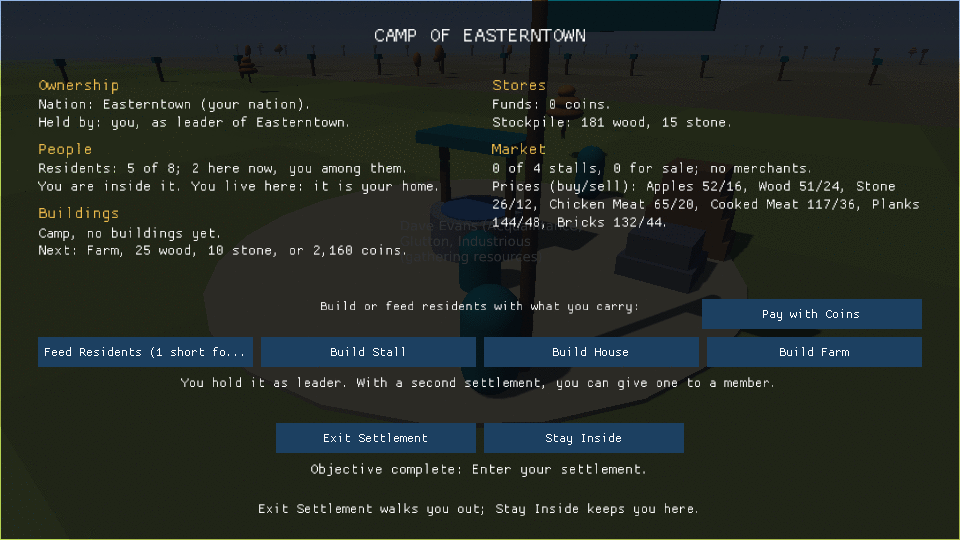 CAMP OF EASTERNTOWN
Ownership
Nation: Easterntown (your nation).
Held by: you, as leader of Easterntown.
People
Residents: 5 of 8; 2 here now, you among them.
You are inside it. You live here: it is your home.
Buildings
Camp, no buildings yet.
Next: Farm, 25 wood, 10 stone, or 2,160 coins.
Stores
Funds: 0 coins.
Stockpile: 181 wood, 15 stone.
Market
0 of 4 stalls, 0 for sale; no merchants.
Prices (buy/sell): Apples 52/16, Wood 51/24, Stone
26/12, Chicken Meat 65/20, Cooked Meat 117/36, Planks
144/48, Bricks 132/44.
Dave Evans
Glutton, Industrious
gathering resources
Build or feed residents with what you carry:
Pay with Coins
Feed Residents (1 short fo...
Build Stall
Build House
Build Farm
You hold it as leader. With a second settlement, you can give one to a member.
Exit Settlement
Stay Inside
Objective complete: Enter your settlement.
Exit Settlement walks you out; Stay Inside keeps you here.